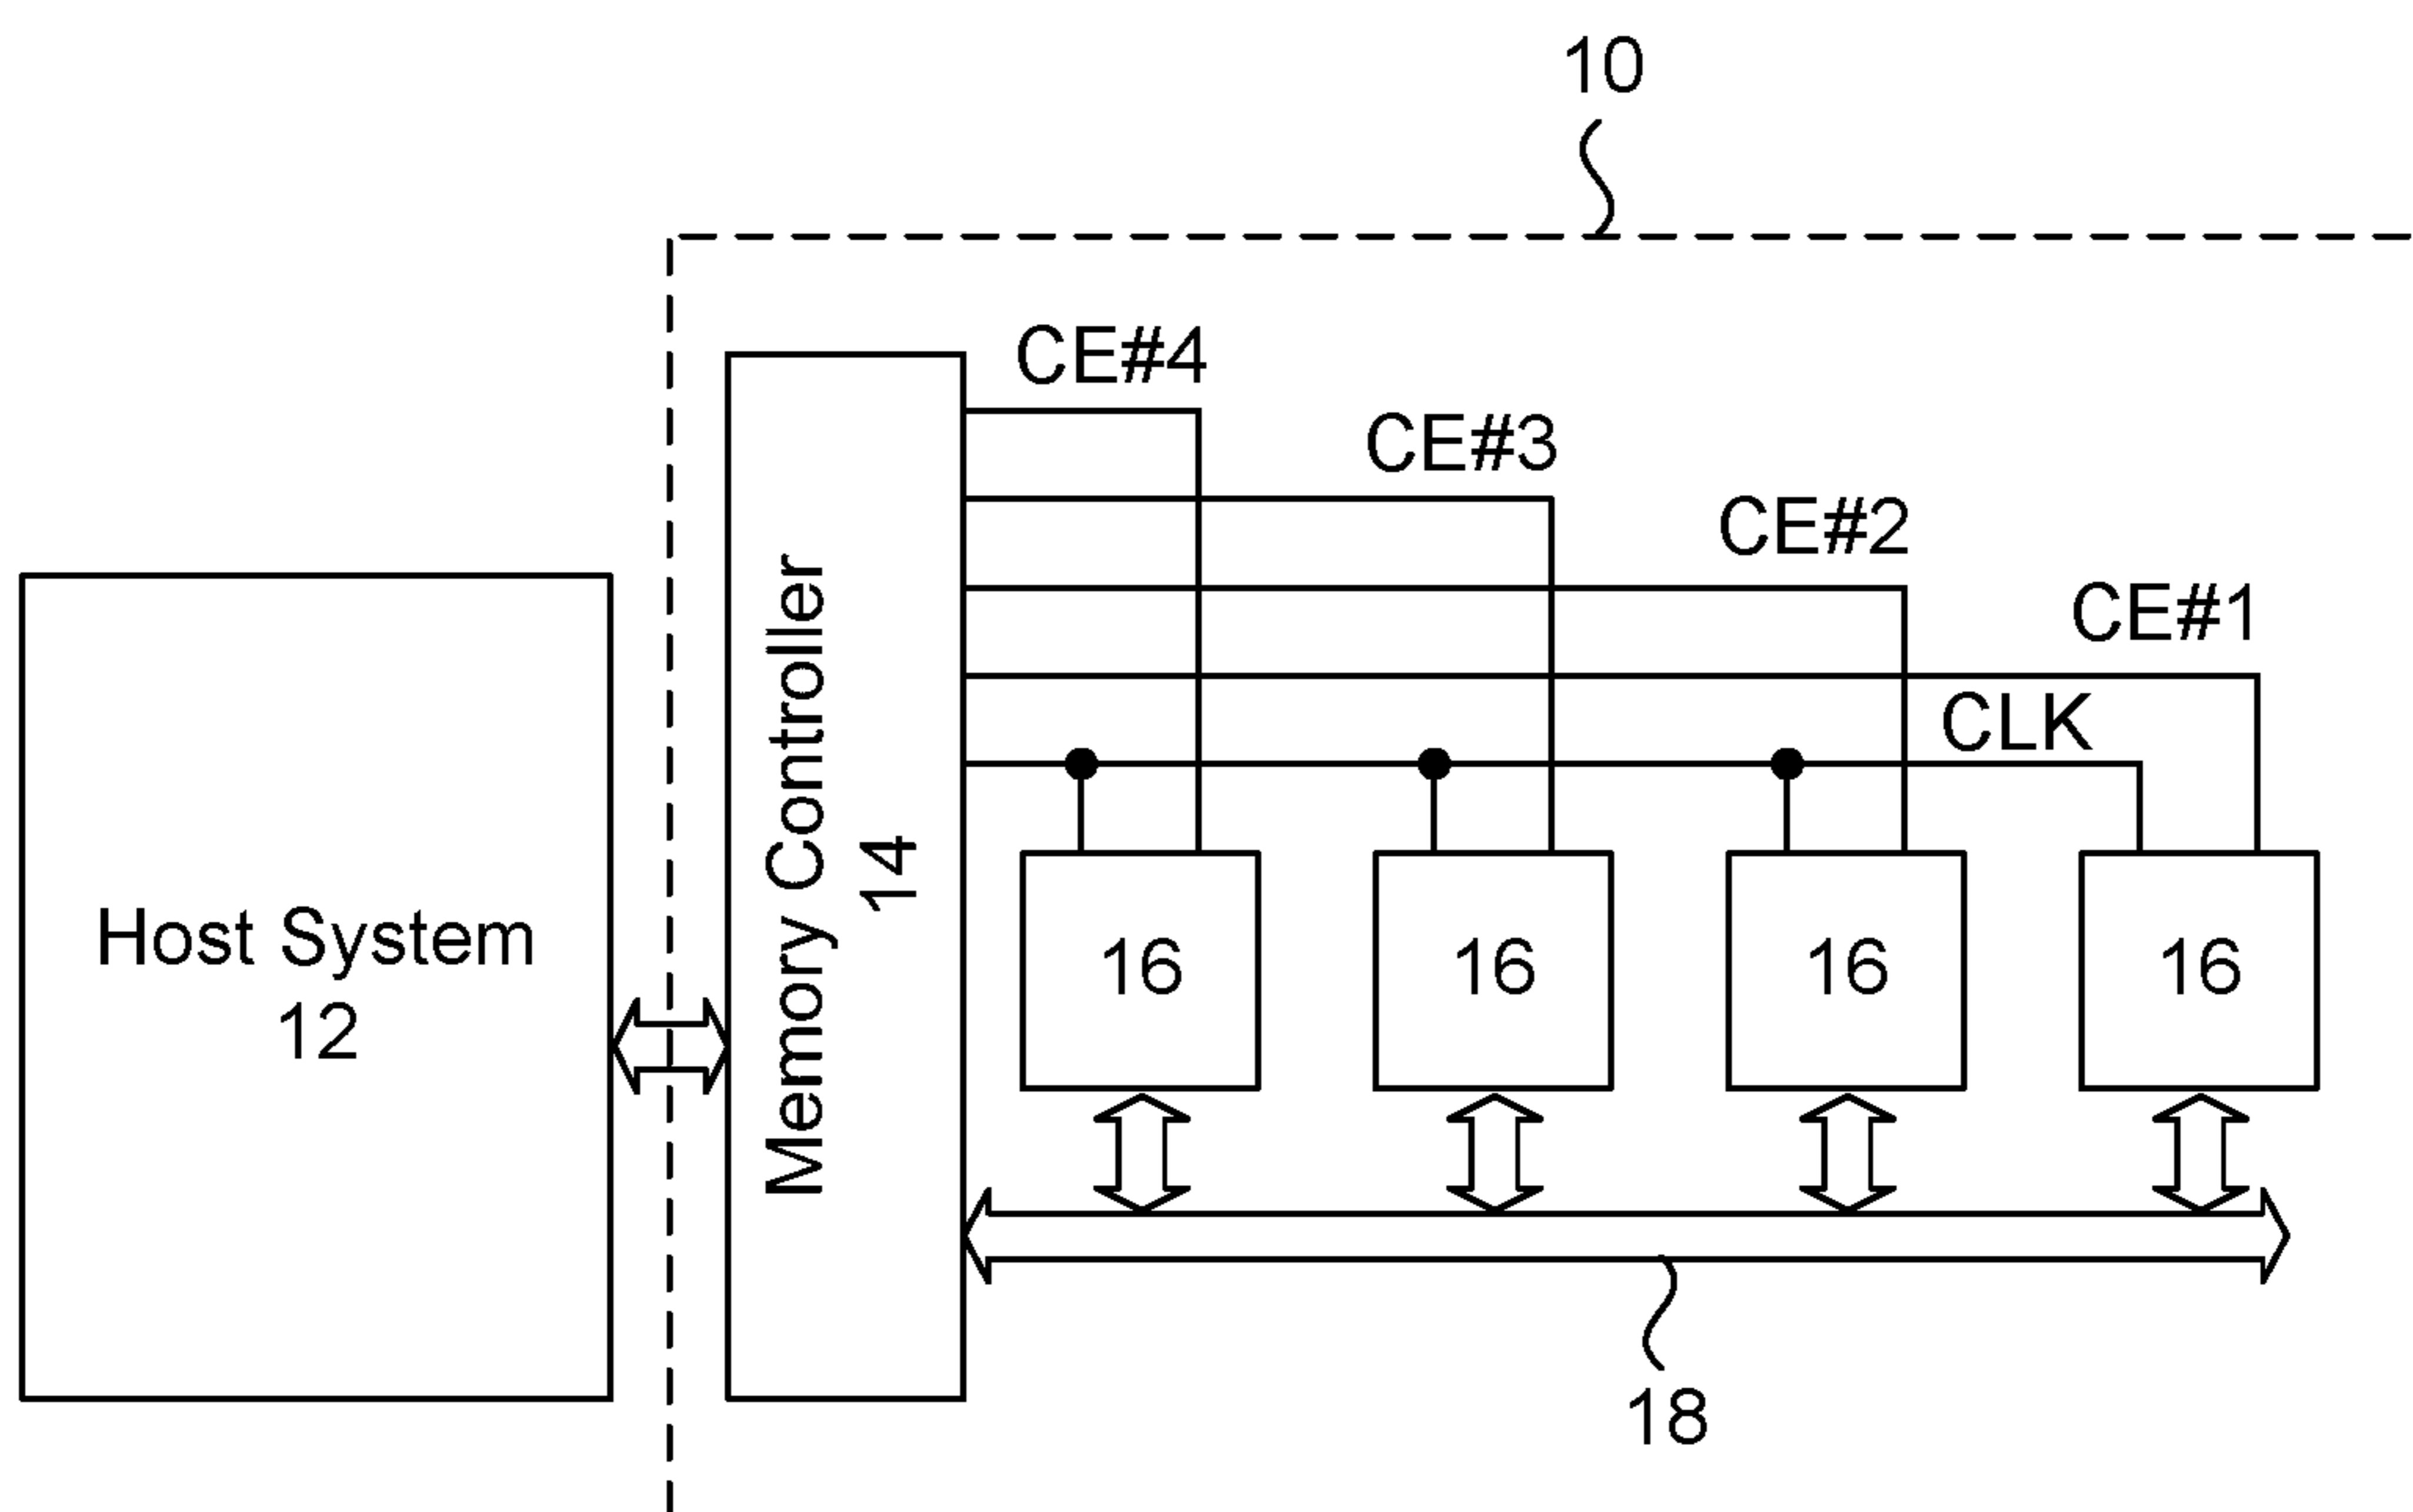 10
CE#4
CE#3
CE#2
CE#1
CLK
Memory Controller
14
Host System
12
16
16
16
16
18